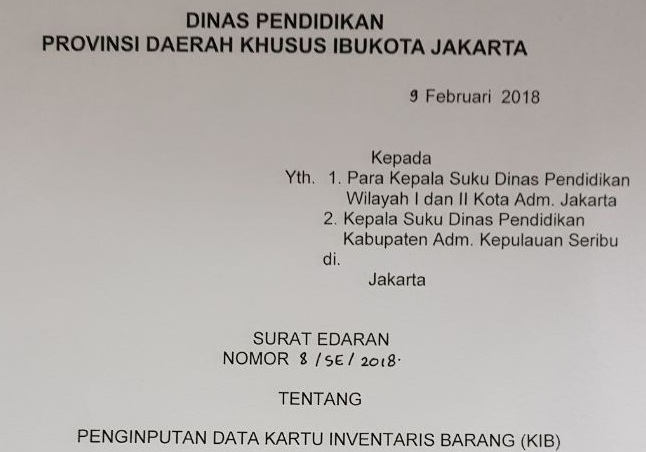 DINAS PENDIDIKAN
PROVINSI DAERAH KHUSUS IBUKOTA JAKARTA
9 Februari 2018
Kepada
Yth. 1. Para Kepala Suku Dinas Pendidikan
Wilayah I dan II Kota Adm. Jakarta
2. Kepala Suku Dinas Pendidikan
Kabupaten Adm. Kepulauan Seribu
di.
Jakarta
SURAT EDARAN
NOMOR 8 / SE / 2018.
TENTANG
PENGINPUTAN DATA KARTU INVENTARIS BARANG (KIB)